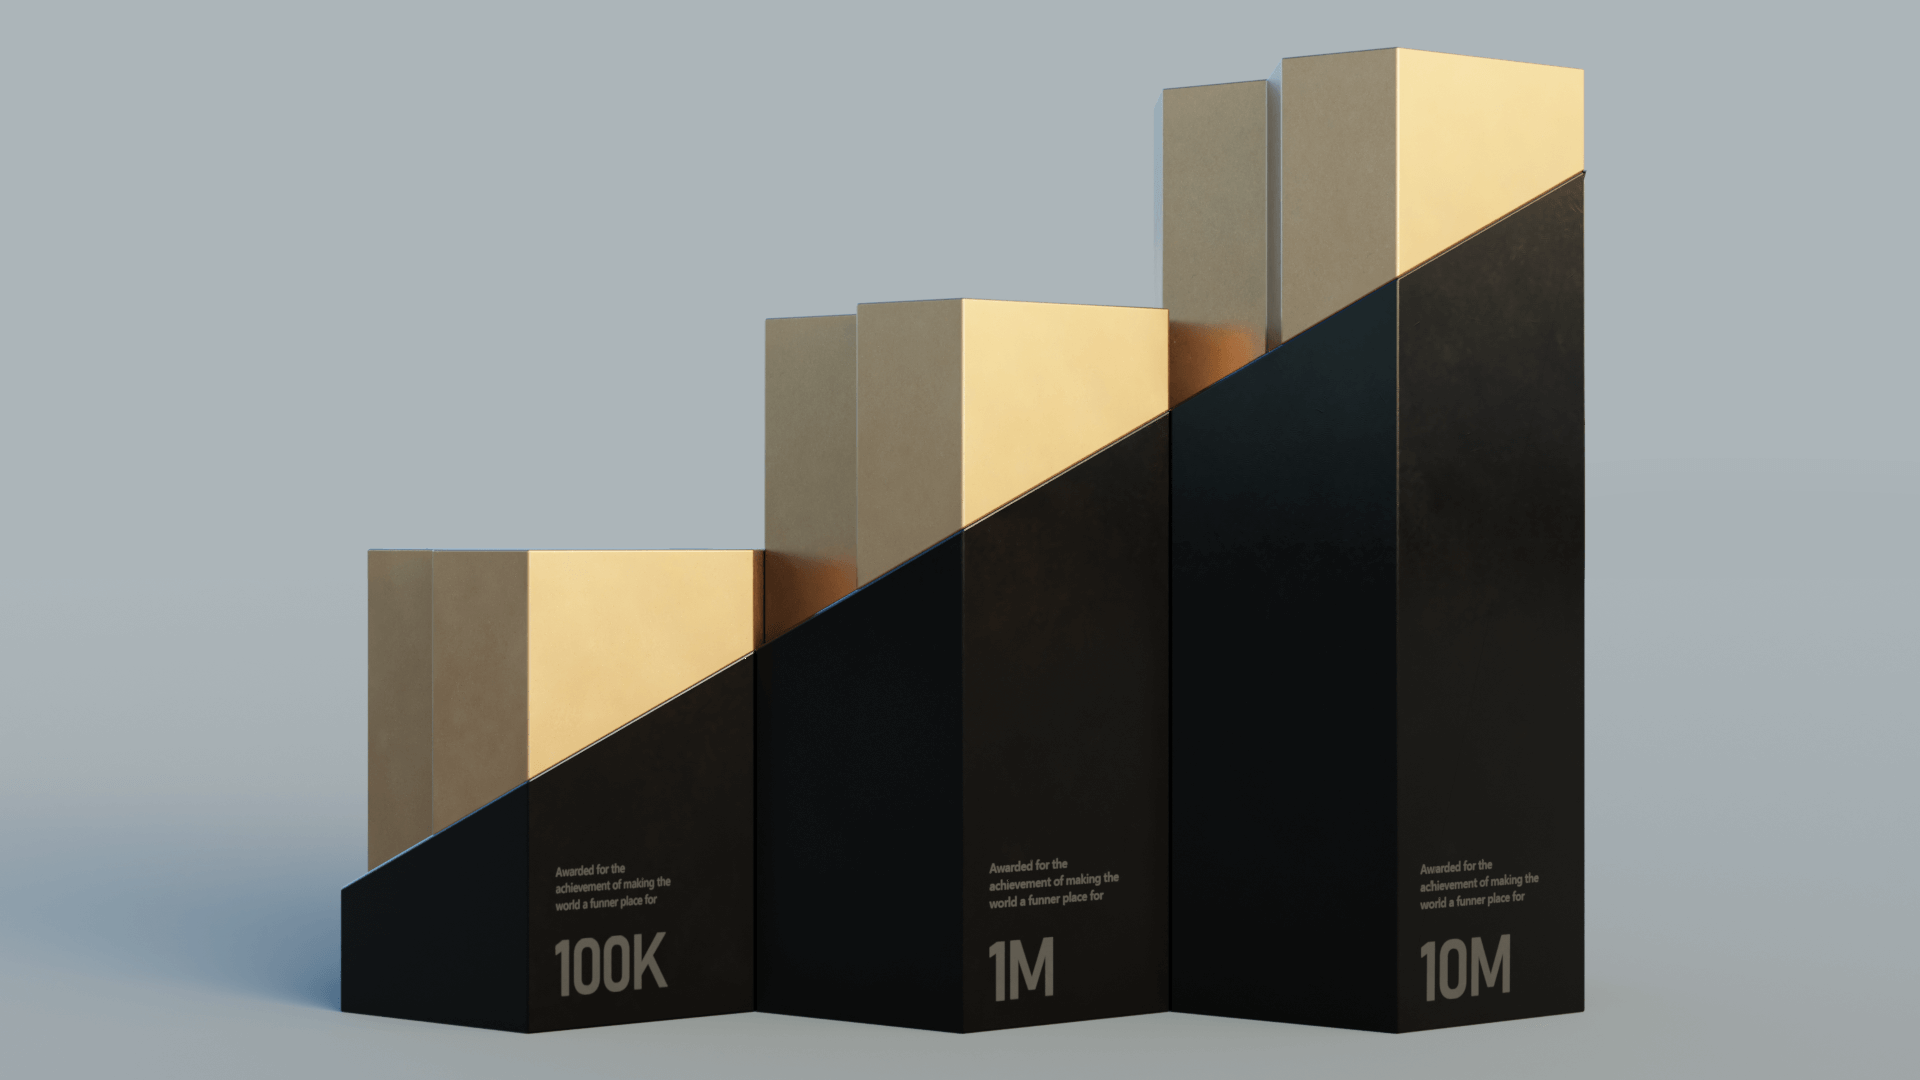 Awarded for the
achievement of making the
world a funner place for
100K
Awarded for the
achievement of making the
world a funner place for
1M
Awarded for the
achievement of making the
world a funner place for
10M